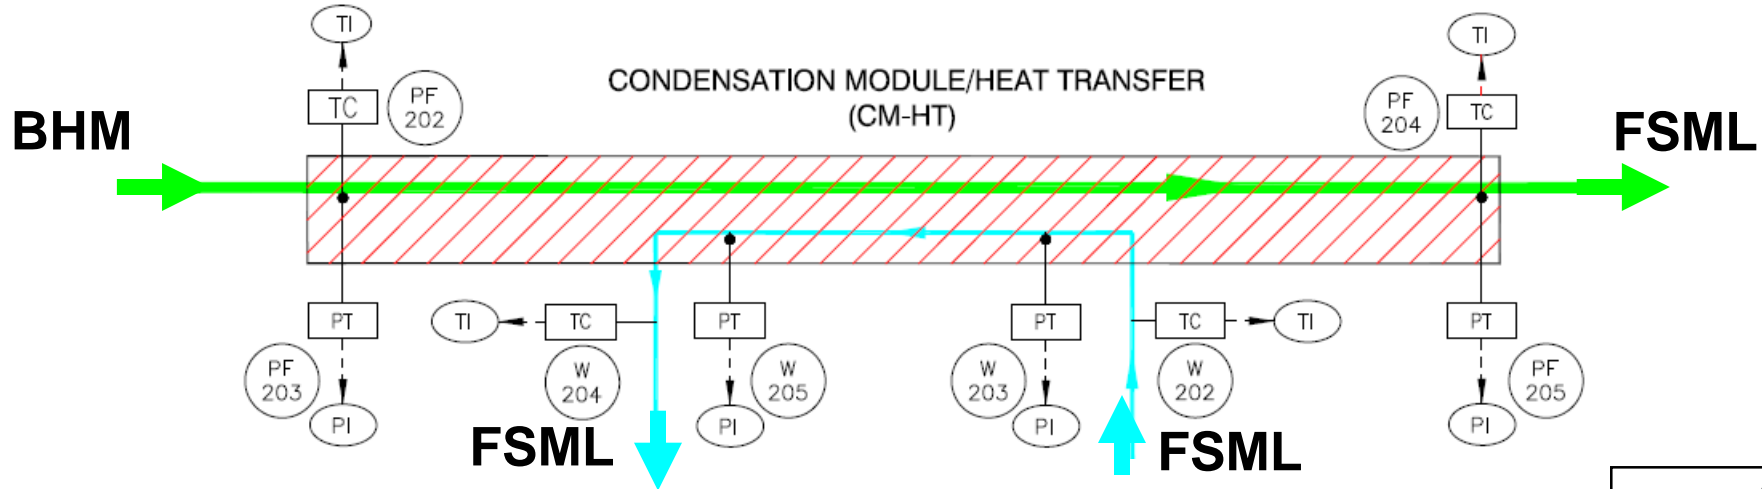 TI
TI
CONDENSATION MODULE/HEAT TRANSFER
(CM-HT)
TC
PF
202
PF
204
TC
BHM
FSML
PT
TI
TC
PT
PT
TC
TI
PT
PF
203
W
204
W
205
W
203
W
202
PF
205
PI
PI
PI
PI
FSML
FSML